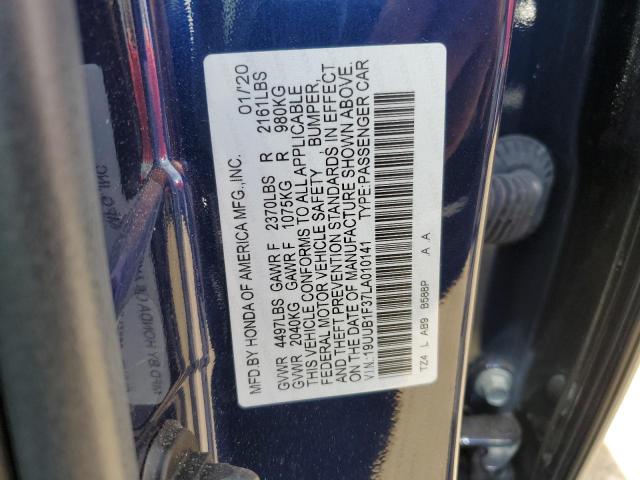 MFD.BY HONDA OF AMERICA MFG.,INC. 01/'20
GVWR 4497LBS GAWR F 2370LBS R 2161LBS
GVWR 2040KG GAWR F 1075KG R 980KG
THIS VEHICLE CONFORMS TO ALL APPLICABLE
FEDERAL MOTOR VEHICLE SAFETY, BUMPER,
AND THEFT PREVENTION STANDARDS IN EFFECT
ON THE DATE OF MANUFACTURE SHOWN ABOVE.
V.I.N.:19UUB1F37LA010141 TYPE:PASSENGER CAR
TZ4 L AB9 B588P A A